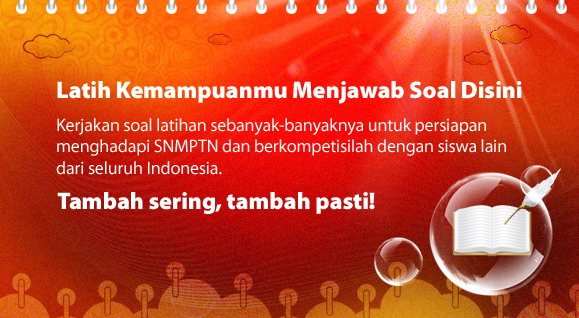 Latih Kemampuanmu Menjawab Soal Disini
Kerjakan soal latihan sebanyak-banyaknya untuk persiapan
menghadapi SNMPTN dan berkompetisilah dengan siswa lain
dari seluruh Indonesia.
Tambah sering, tambah pasti!